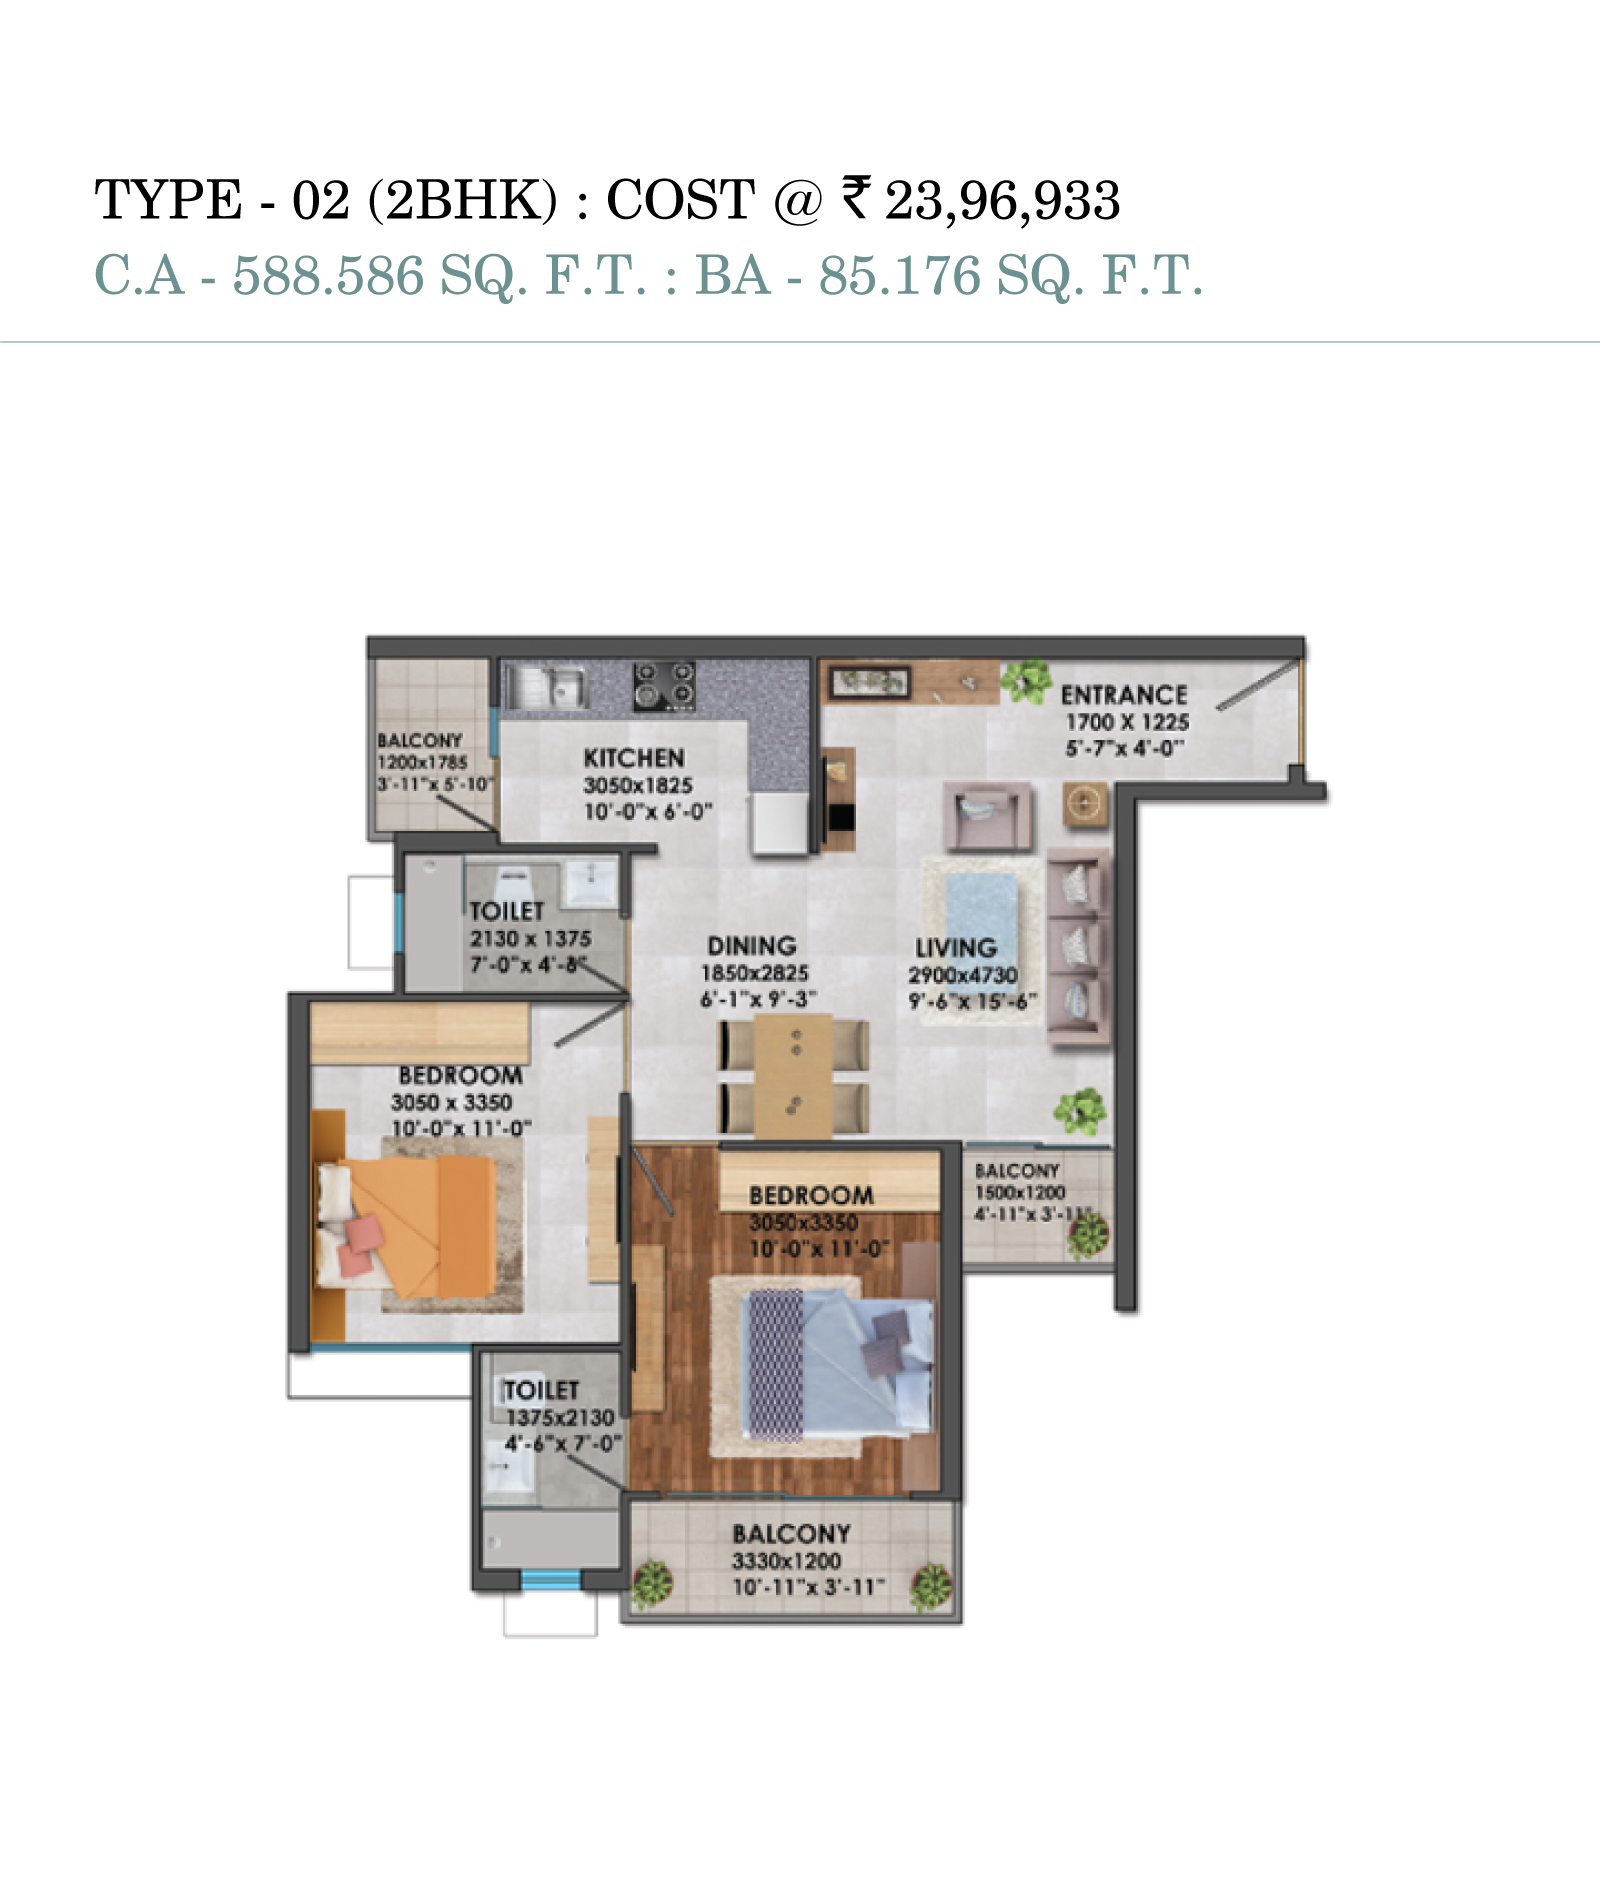 TYPE - 02 (2BHK) : COST @ ₹ 23,96,933
C.A - 588.586 SQ. F.T. : BA - 85.176 SQ. F.T.
ENTRANCE
1700 X 1225
5'-7"x 4'-0"
BALCONY
1200x1785
3'-11"x 5'-10"
KITCHEN
3050x1825
10'-0"x 6'-0"
TOILET
2130 x 1375
7'-0"x 4'-8"
DINING
1850x2825
6'-1"x 9'-3"
LIVING
2900x4730
9'-6"x 15'-6"
BEDROOM
3050 x 3350
10'-0"x 11'-0"
BEDROOM
3050x3350
10'-0"x 11'-0"
BALCONY
1500x1200
4'-11"x 3'-11"
TOILET
1375x2130
4'-6"x 7'-0"
BALCONY
3330x1200
10'-11"x 3'-11"